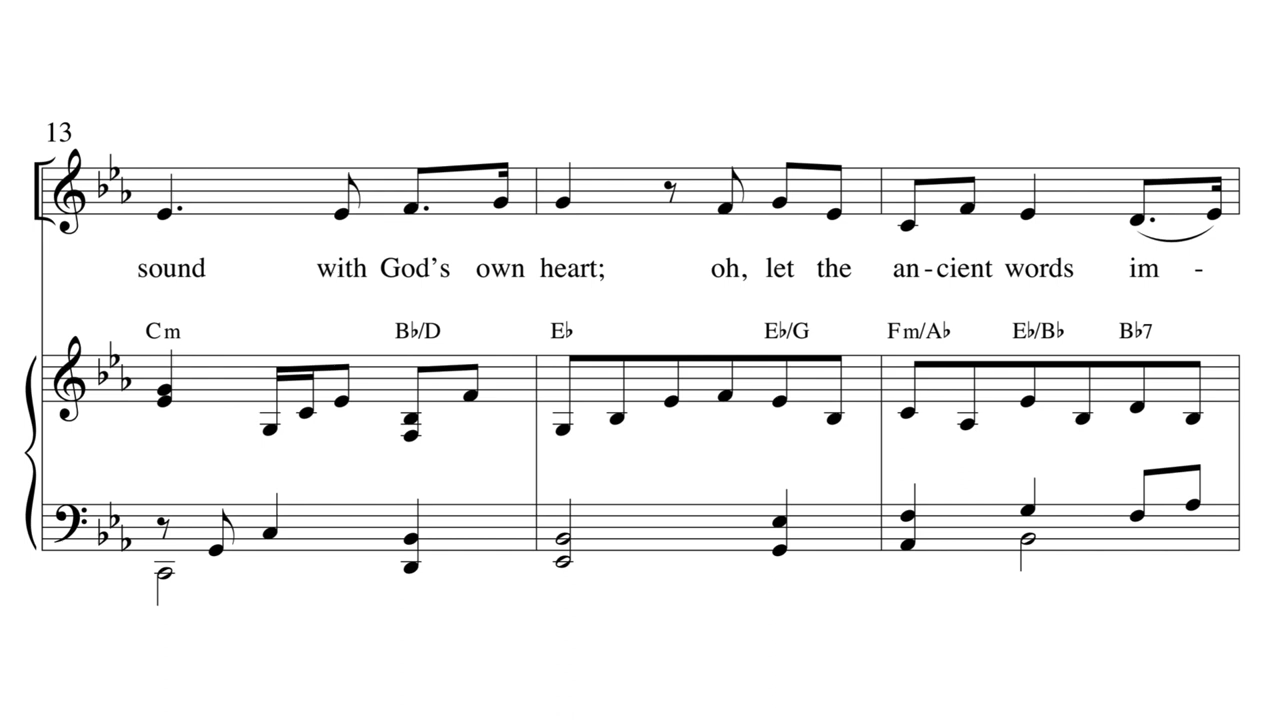 13
sound with God’s own heart; oh, let the an - cient words im -
Cm B♭/D E♭ E♭/G Fm/A♭ E♭/B♭ B♭7